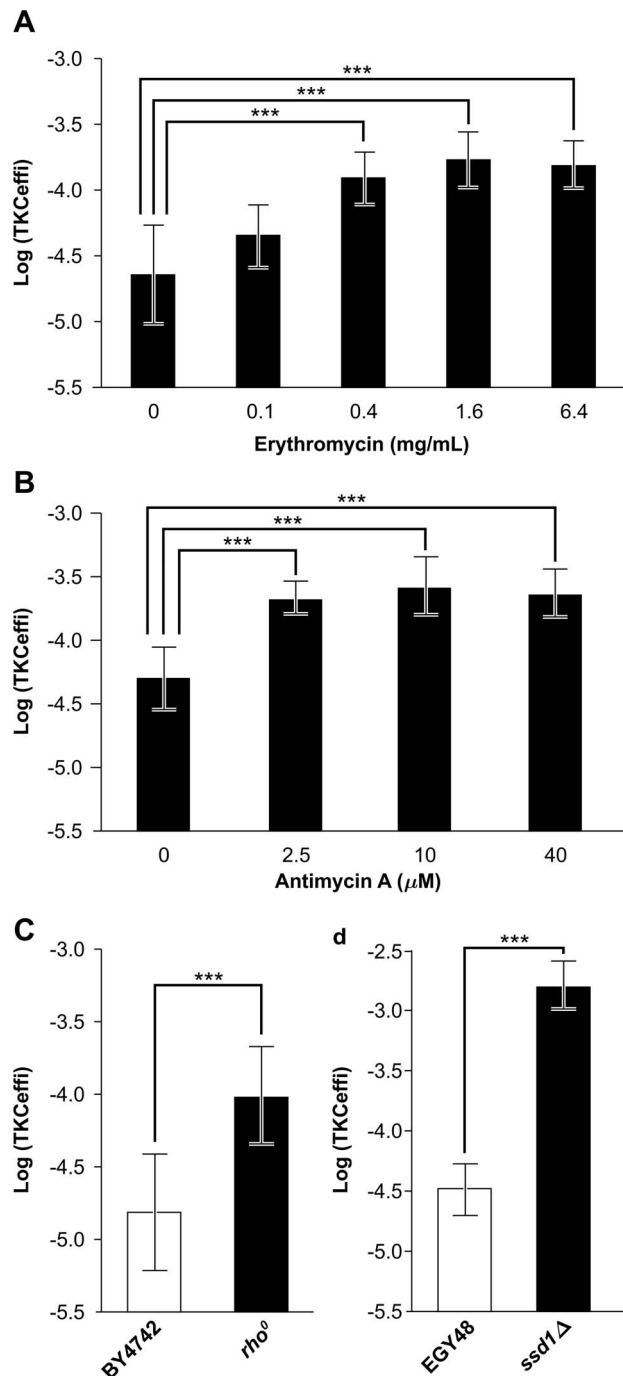 A
-3.0
-3.5
-4.0
-4.5
-5.0
-5.5
Log (TKCeffi)
***
***
***
0 0.1 0.4 1.6 6.4
Erythromycin (mg/mL)
B
-3.0
-3.5
-4.0
-4.5
-5.0
-5.5
Log (TKCeffi)
***
***
***
0 2.5 10 40
Antimycin A (μM)
C
-3.0
-3.5
-4.0
-4.5
-5.0
-5.5
Log (TKCeffi)
***
BY4742 rho⁰
d
-2.5
-3.0
-3.5
-4.0
-4.5
-5.0
-5.5
Log (TKCeffi)
***
EGY48 ssd1Δ